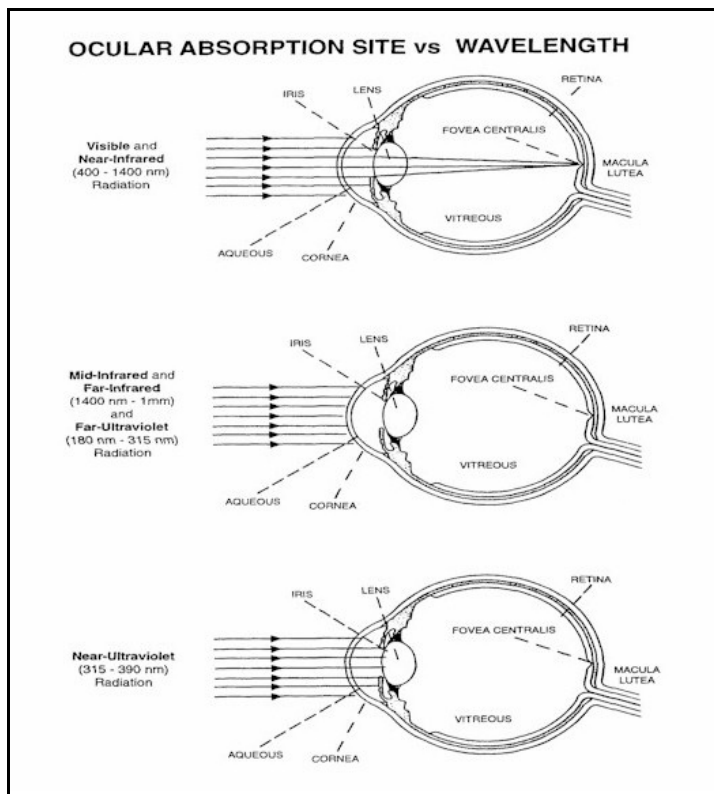 OCULAR ABSORPTION SITE vs WAVELENGTH
RETINA
LENS
IRIS
FOVEA CENTRALIS
Visible and
Near-Infrared
(400 - 1400 nm)
Radiation
MACULA
LUTEA
VITREOUS
AQUEOUS
CORNEA
RETINA
LENS
IRIS
FOVEA CENTRALIS
Mid-Infrared and
Far-Infrared
(1400 nm - 1mm)
and
Far-Ultraviolet
(180 nm - 315 nm)
Radiation
MACULA
LUTEA
VITREOUS
AQUEOUS
CORNEA
RETINA
LENS
IRIS
FOVEA CENTRALIS
Near-Ultraviolet
(315 - 390 nm)
Radiation
MACULA
LUTEA
VITREOUS
AQUEOUS
CORNEA